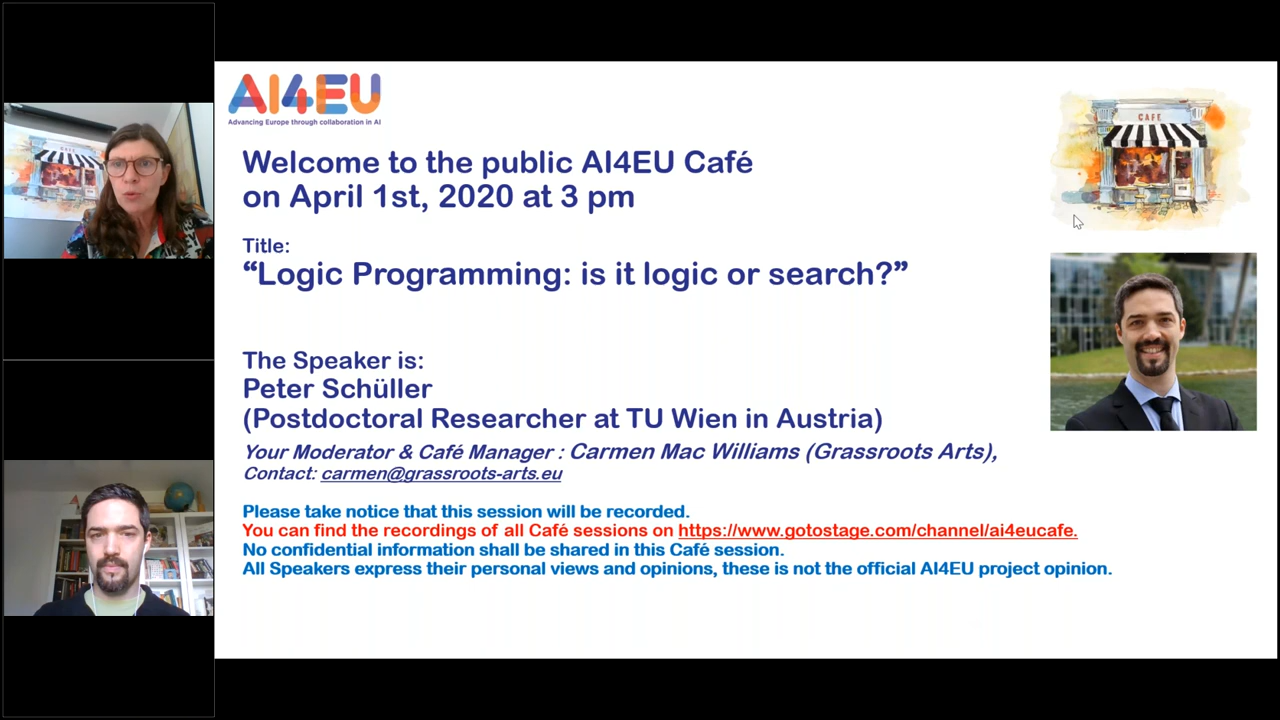 AI4EU
Advancing Europe through collaboration in AI
CAFE
Welcome to the public AI4EU Café
on April 1st, 2020 at 3 pm
Title:
“Logic Programming: is it logic or search?”
The Speaker is:
Peter Schüller
(Postdoctoral Researcher at TU Wien in Austria)
Your Moderator & Café Manager : Carmen Mac Williams (Grassroots Arts),
Contact: carmen@grassroots-arts.eu
Please take notice that this session will be recorded.
You can find the recordings of all Café sessions on https://www.gotostage.com/channel/ai4eucafe.
No confidential information shall be shared in this Café session.
All Speakers express their personal views and opinions, these is not the official AI4EU project opinion.